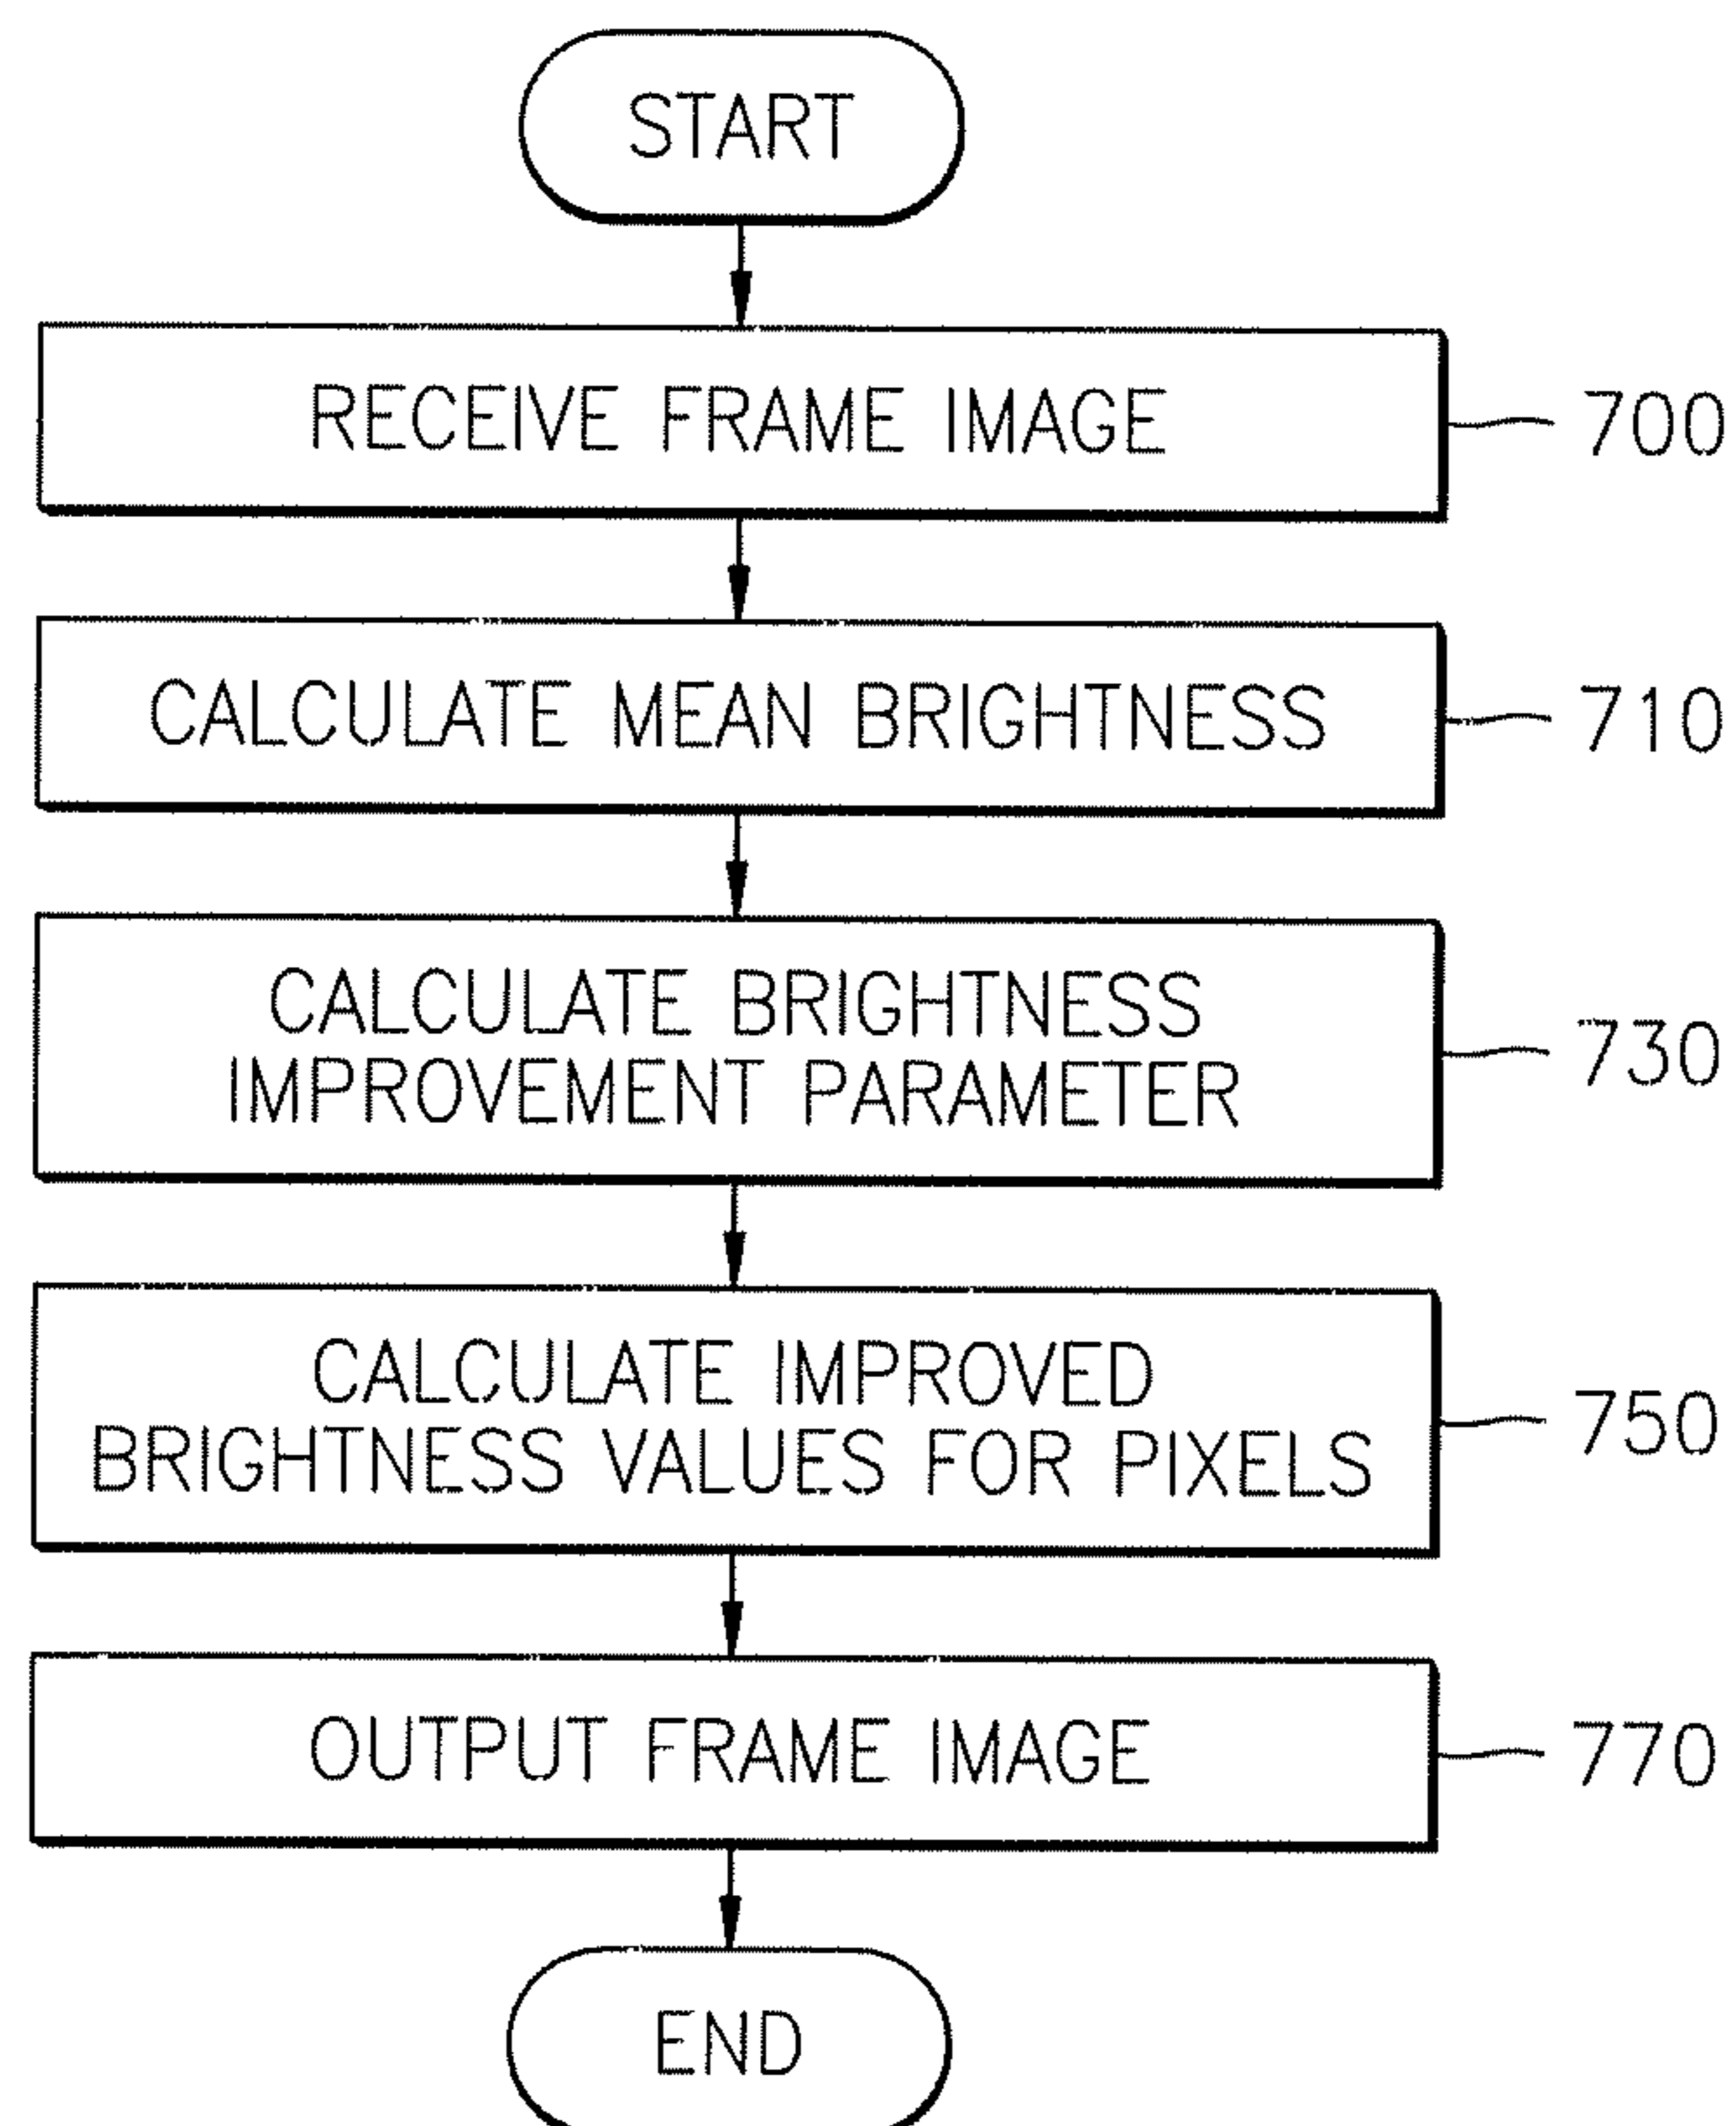 START
RECEIVE FRAME IMAGE
700
CALCULATE MEAN BRIGHTNESS
710
CALCULATE BRIGHTNESS
IMPROVEMENT PARAMETER
730
CALCULATE IMPROVED
BRIGHTNESS VALUES FOR PIXELS
750
OUTPUT FRAME IMAGE
770
END